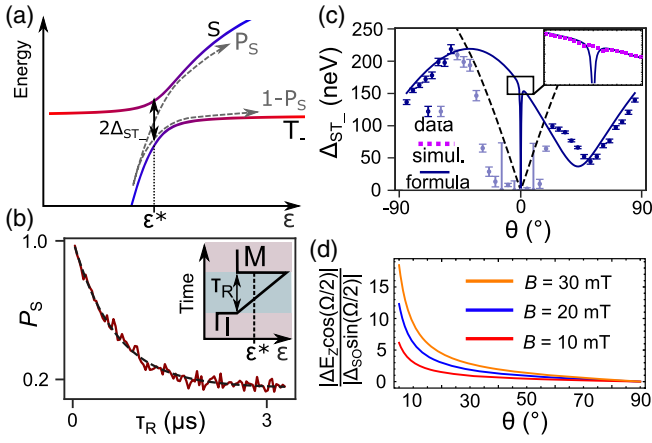 (a)
Energy
S
P_S
1-P_S
2Δ_ST_-
T_-
ε*
ε
(b)
P_S
1.0
0.2
0
3
τ_R (µs)
Time
M
τ_R
I
ε* ε
(c)
Δ_ST_- (neV)
250
200
150
100
50
0
data
simul.
formula
-90
0
90
θ (°)
(d)
|ΔE_Z cos(Ω/2)|
|Δ_SO sin(Ω/2)|
15
10
5
0
B = 30 mT
B = 20 mT
B = 10 mT
10
30
50
70
90
θ (°)